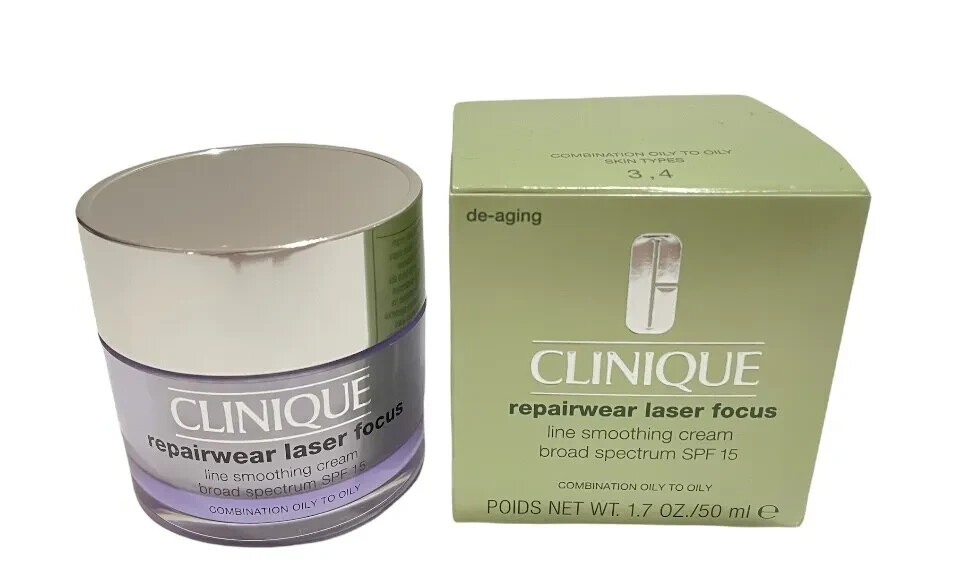 CLINIQUE
repairwear laser focus
line smoothing cream
broad spectrum SPF 15
COMBINATION OILY TO OILY
COMBINATION OILY TO OILY
SKIN TYPES
3,4
de-aging
CLINIQUE
repairwear laser focus
line smoothing cream
broad spectrum SPF 15
COMBINATION OILY TO OILY
POIDS NET WT. 1.7 OZ./50 ml ℮